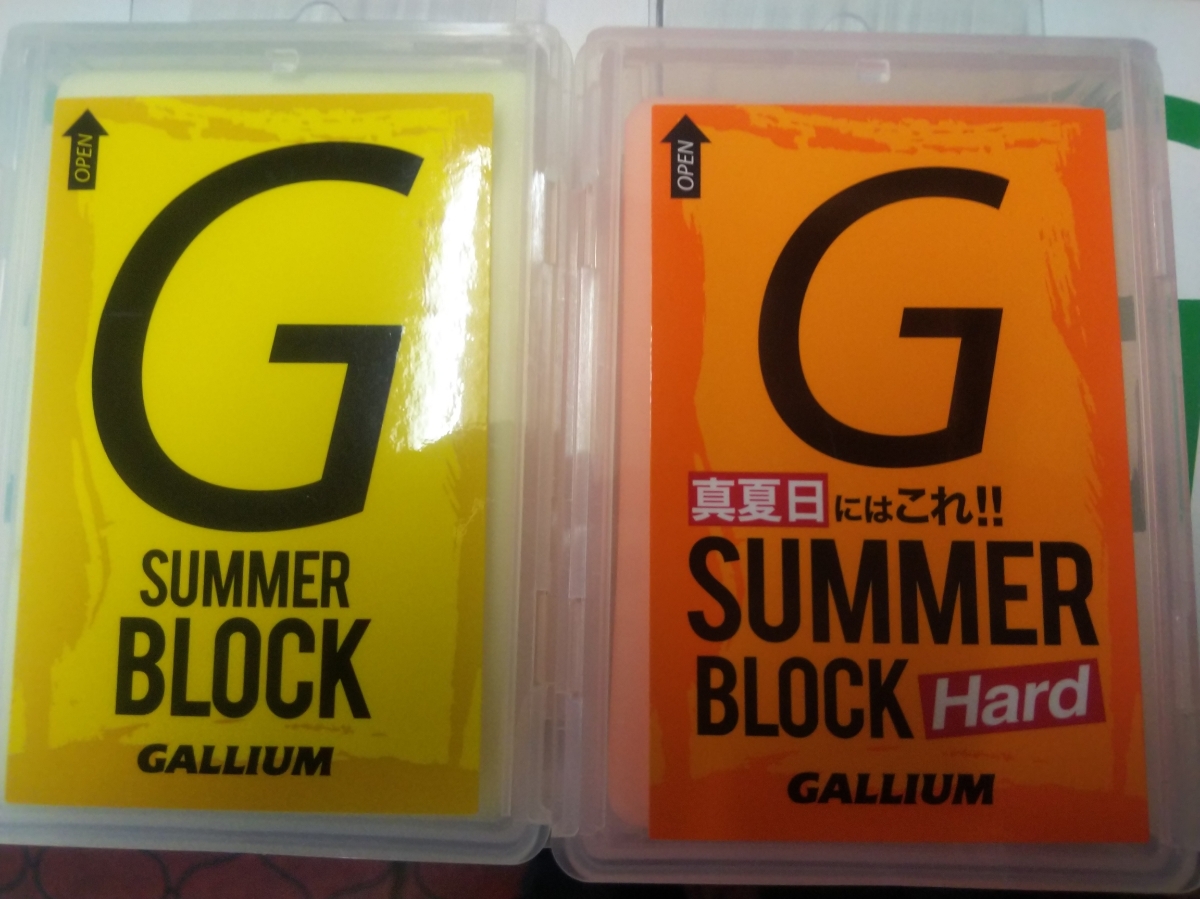 OPEN
G
SUMMER
BLOCK
GALLIUM
OPEN
G
真夏日にはこれ!!
SUMMER
BLOCK Hard
GALLIUM